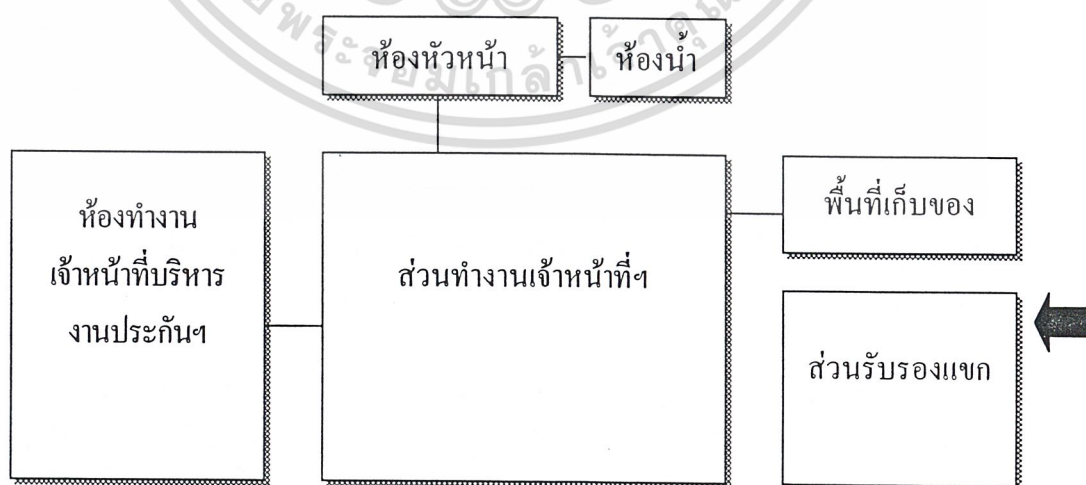 ห้องหัวหน้า
ห้องน้ำ
ห้องทำงาน
เจ้าหน้าที่บริหาร
งานประกันฯ
ส่วนทำงานเจ้าหน้าที่ฯ
พื้นที่เก็บของ
ส่วนรับรองแขก